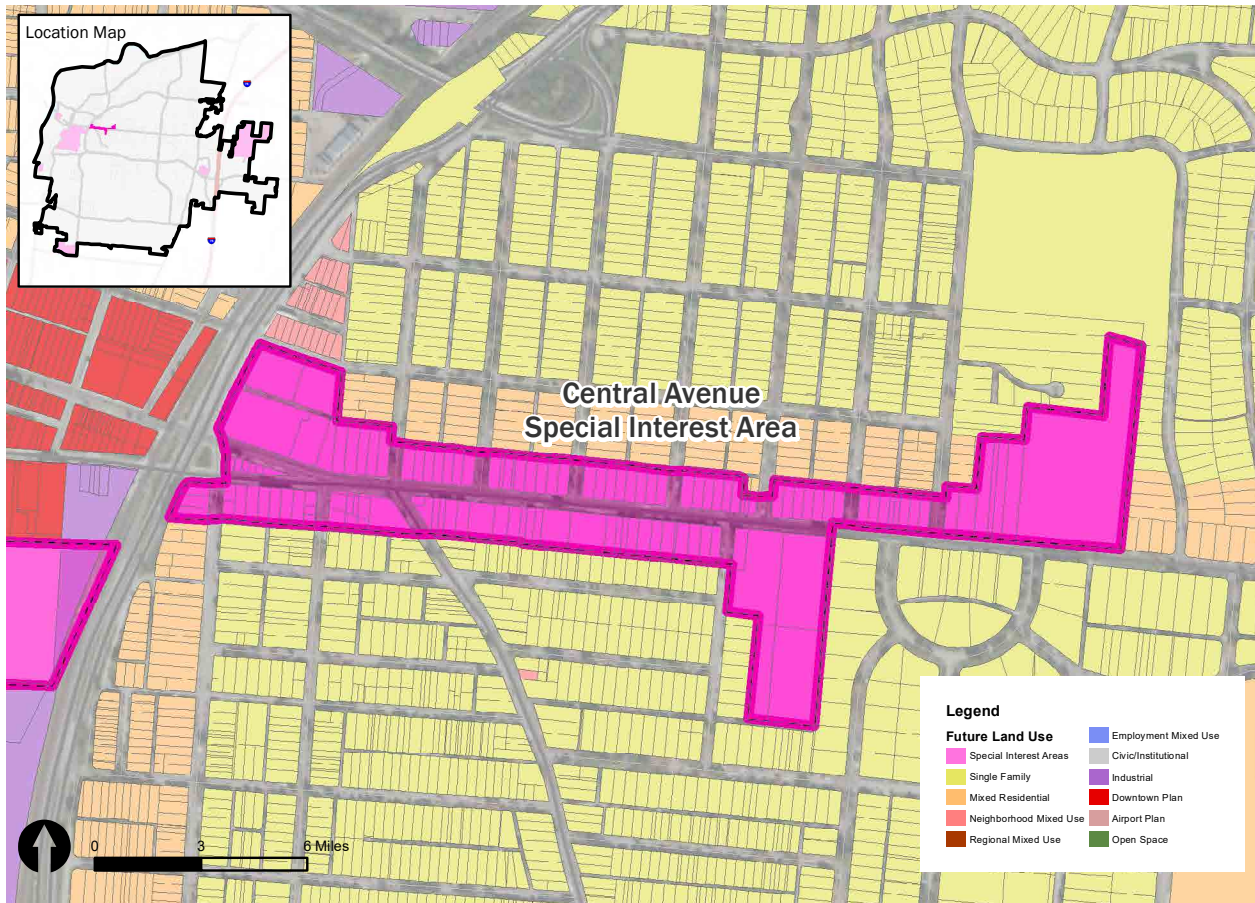 Location Map
Central Avenue
Special Interest Area
0 3 6 Miles
Legend
Future Land Use
Special Interest Areas
Single Family
Mixed Residential
Neighborhood Mixed Use
Regional Mixed Use
Employment Mixed Use
Civic/Institutional
Industrial
Downtown Plan
Airport Plan
Open Space